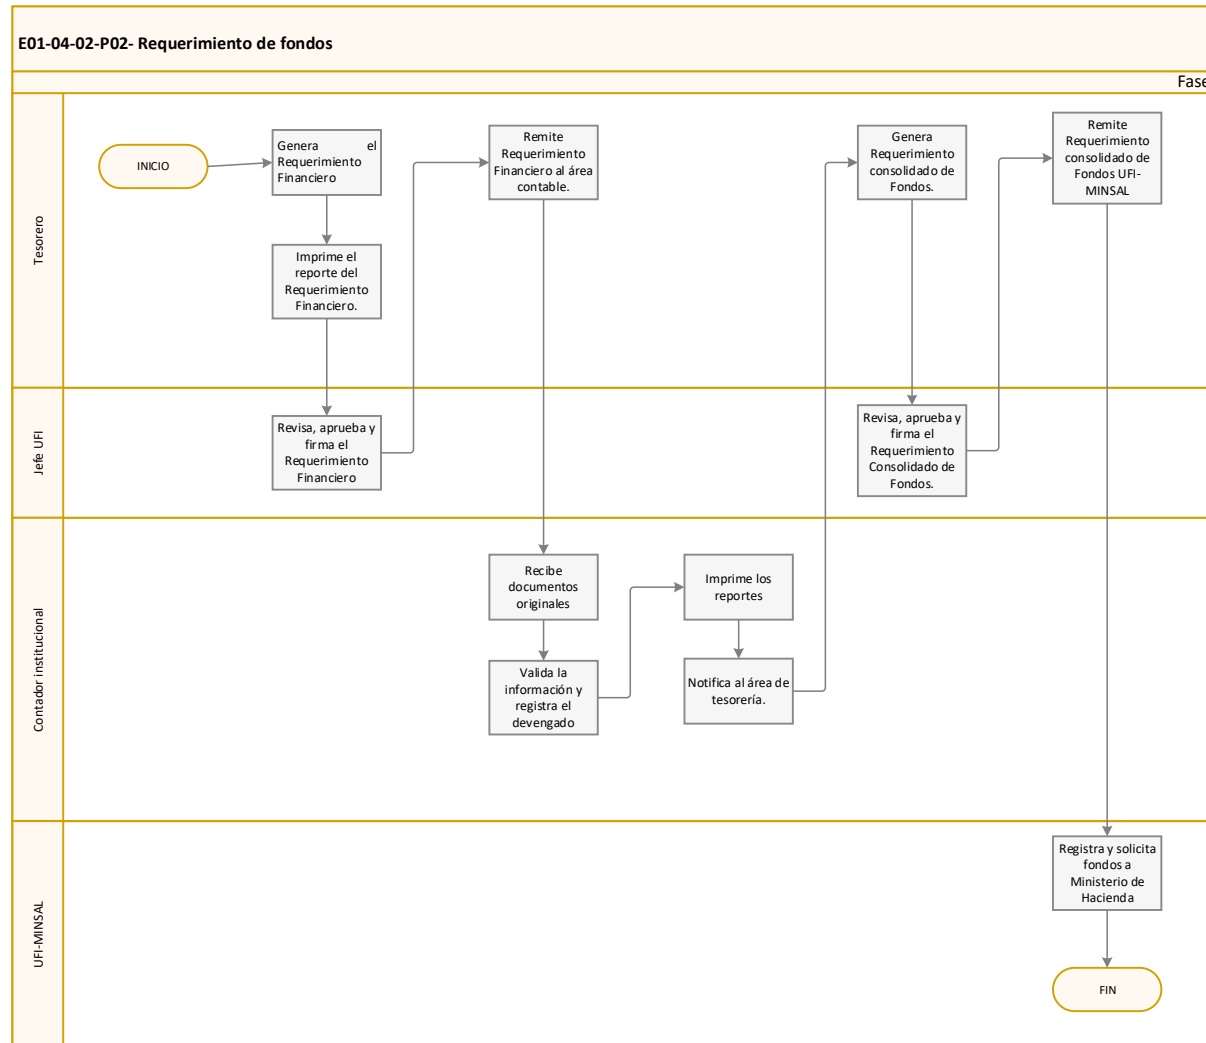 E01-04-02-P02- Requerimiento de fondos
Fase
Tesorero
INICIO
Genera el
Requerimiento
Financiero
Imprime el
reporte del
Requerimiento
Financiero.
Remite
Requerimiento
Financiero al área
contable.
Genera
Requerimiento
consolidado de
Fondos.
Remite
Requerimiento
consolidado de
Fondos UFI-
MINSAL
Jefe UFI
Revisa, aprueba y
firma el
Requerimiento
Financiero
Revisa, aprueba y
firma el
Requerimiento
Consolidado de
Fondos.
Contador institucional
Recibe
documentos
originales
Valida la
información y
registra el
devengado
Imprime los
reportes
Notifica al área de
tesorería.
UFI-MINSAL
Registra y solicita
fondos a
Ministerio de
Hacienda
FIN